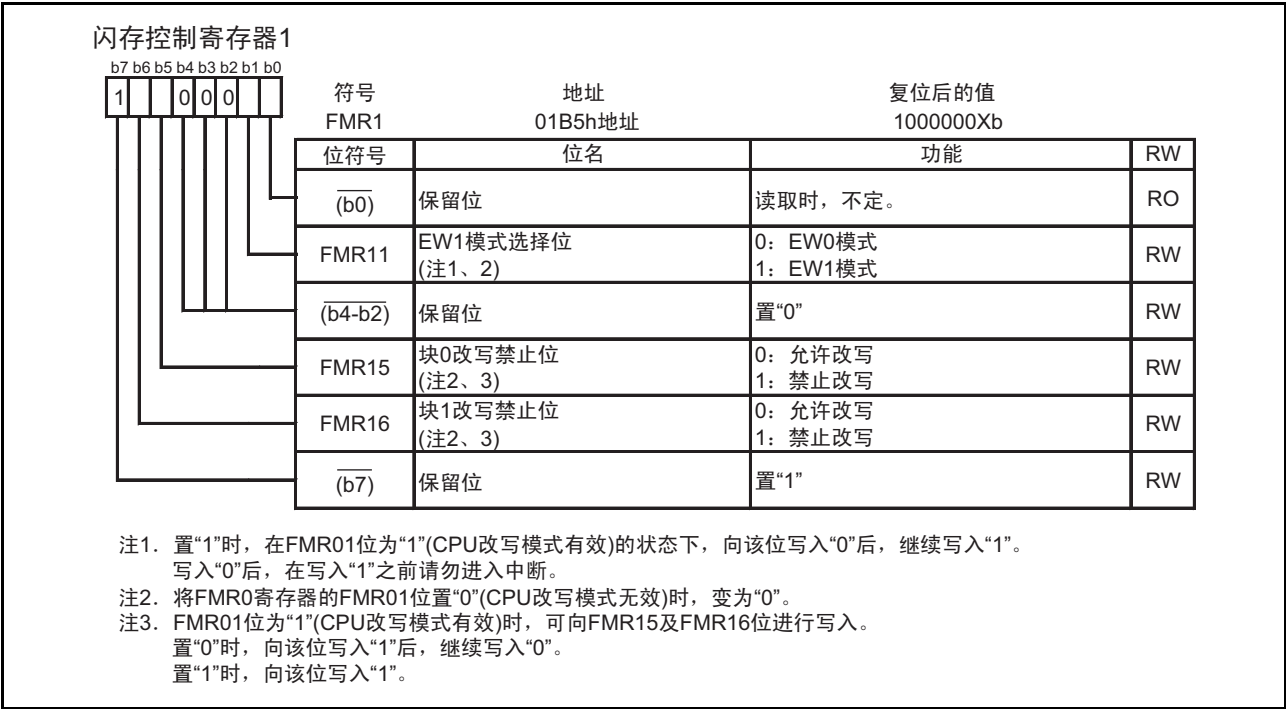 闪存控制寄存器1
b7 b6 b5 b4 b3 b2 b1 b0
1 0 0 0
符号 地址 复位后的值
FMR1 01B5h地址 1000000Xb
位符号 位名 功能 RW
(b0) 保留位 读取时，不定。 RO
FMR11 EW1模式选择位 0：EW0模式 RW
(注1、2) 1：EW1模式
(b4-b2) 保留位 置“0” RW
FMR15 块0改写禁止位 0：允许改写 RW
(注2、3) 1：禁止改写
FMR16 块1改写禁止位 0：允许改写 RW
(注2、3) 1：禁止改写
(b7) 保留位 置“1” RW
注1．置“1”时，在FMR01位为“1”(CPU改写模式有效)的状态下，向该位写入“0”后，继续写入“1”。
写入“0”后，在写入“1”之前请勿进入中断。
注2．将FMR0寄存器的FMR01位置“0”(CPU改写模式无效)时，变为“0”。
注3．FMR01位为“1”(CPU改写模式有效)时，可向FMR15及FMR16位进行写入。
置“0”时，向该位写入“1”后，继续写入“0”。
置“1”时，向该位写入“1”。